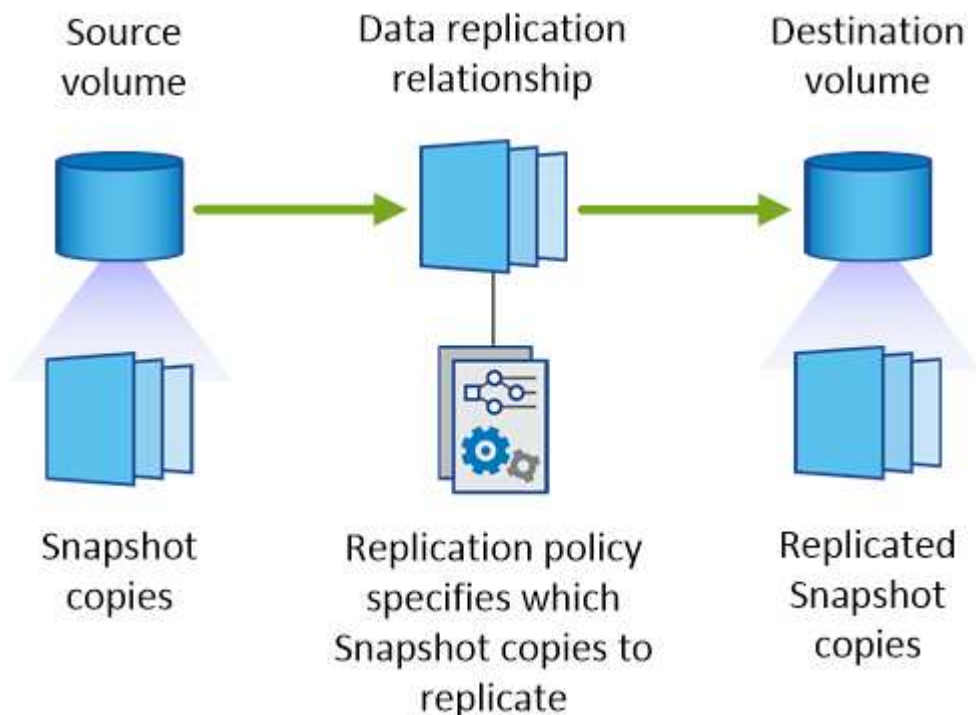 Source
volume
Data replication
relationship
Destination
volume
Snapshot
copies
Replication policy
specifies which
Snapshot copies to
replicate
Replicated
Snapshot
copies